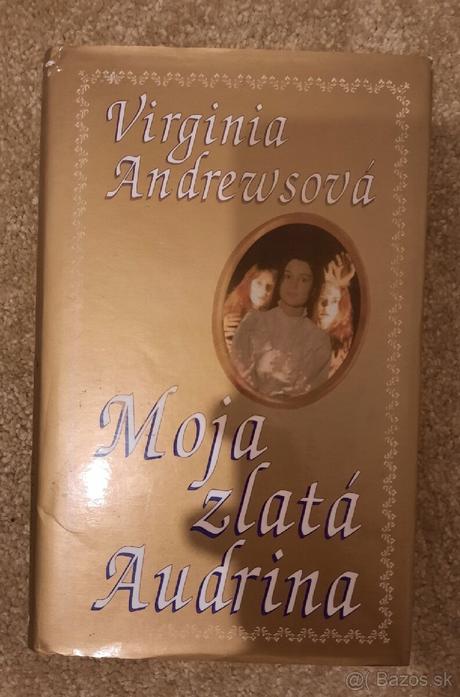 Virginia
Andrewsová
Moja
zlatá
Audrina
@( Bazos.sk